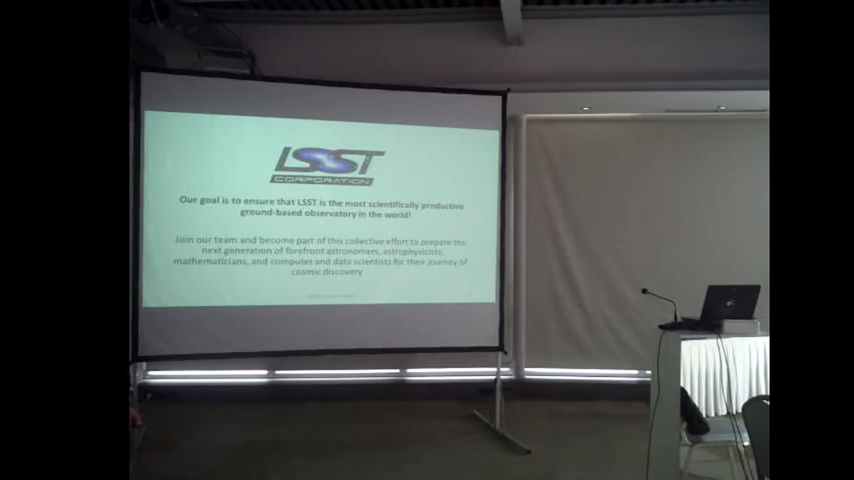 LSST
CORPORATION
Our goal is to ensure that LSST is the most scientifically productive
ground-based observatory in the world!
Join our team and become part of this collective effort to prepare the
next generation of forefront astronomers, astrophysicists,
mathematicians, and computer and data scientists for their journey of
cosmic discovery